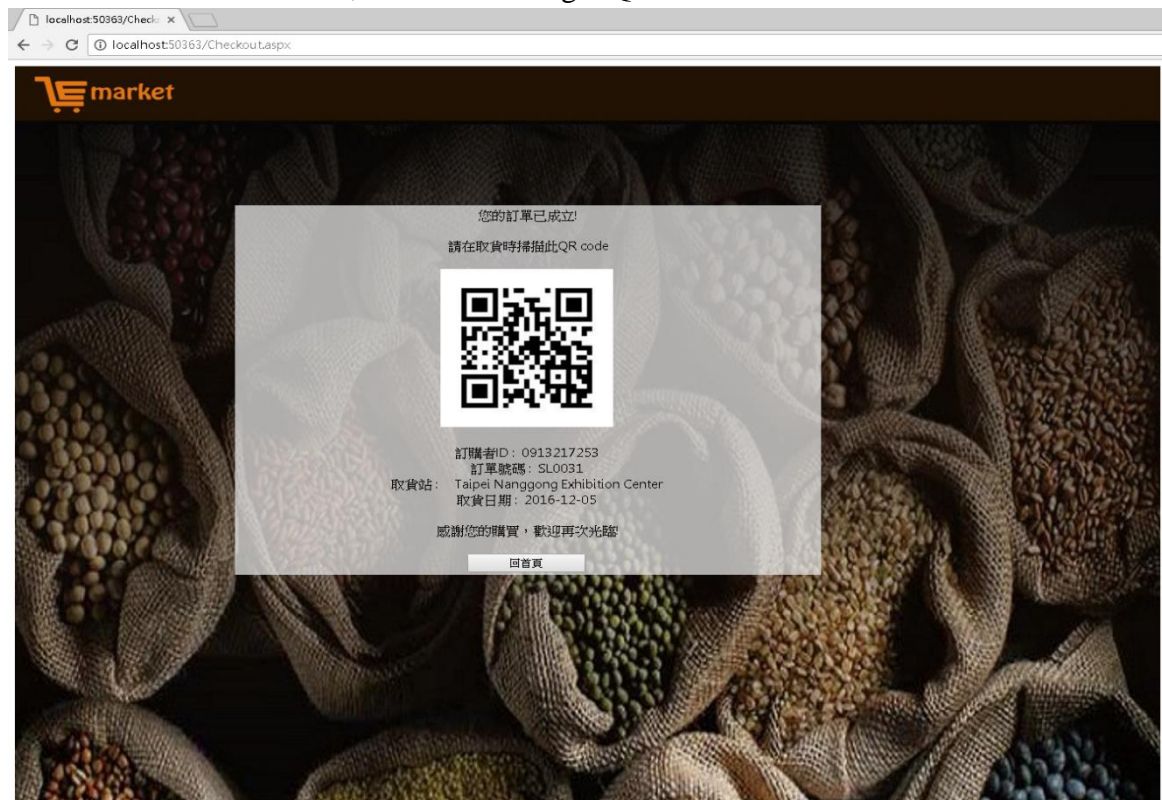 localhost:50363/Check
localhost:50363/Checkout.aspx
market
您的訂單已成立!
請在取貨時掃描此QR code
訂購者ID : 0913217253
訂單號碼 : SL0031
取貨站 : Taipei Nanggong Exhibition Center
取貨日期 : 2016-12-05
感謝您的購買，歡迎再次光臨!
回首頁